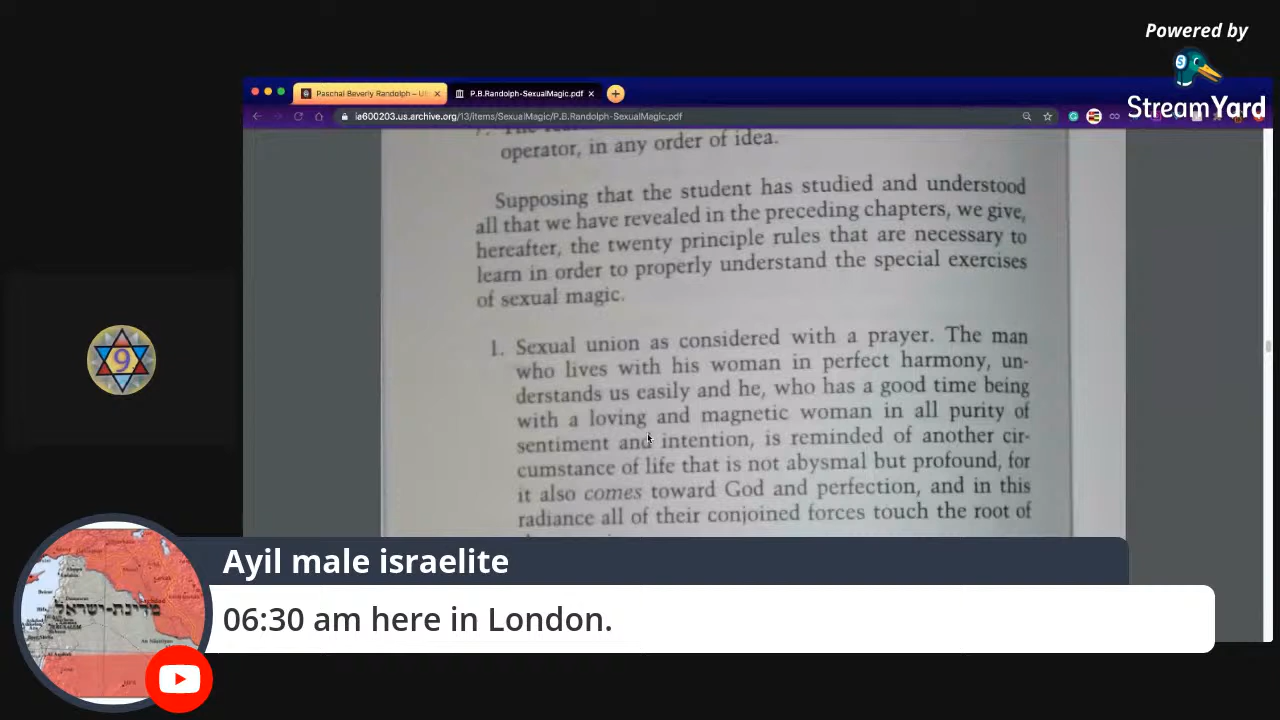 Powered by
StreamYard
Paschal Beverly Randolph – Ul
P.B.Randolph-SexualMagic.pdf
ia600203.us.archive.org/13/items/SexualMagic/P.B.Randolph-SexualMagic.pdf
operator, in any order of idea.
Supposing that the student has studied and understood
all that we have revealed in the preceding chapters, we give,
hereafter, the twenty principle rules that are necessary to
learn in order to properly understand the special exercises
of sexual magic.
1. Sexual union as considered with a prayer. The man
who lives with his woman in perfect harmony, un-
derstands us easily and he, who has a good time being
with a loving and magnetic woman in all purity of
sentiment and intention, is reminded of another cir-
cumstance of life that is not abysmal but profound, for
it also comes toward God and perfection, and in this
radiance all of their conjoined forces touch the root of
9
Ayil male israelite
06:30 am here in London.
מדינת-ישראל